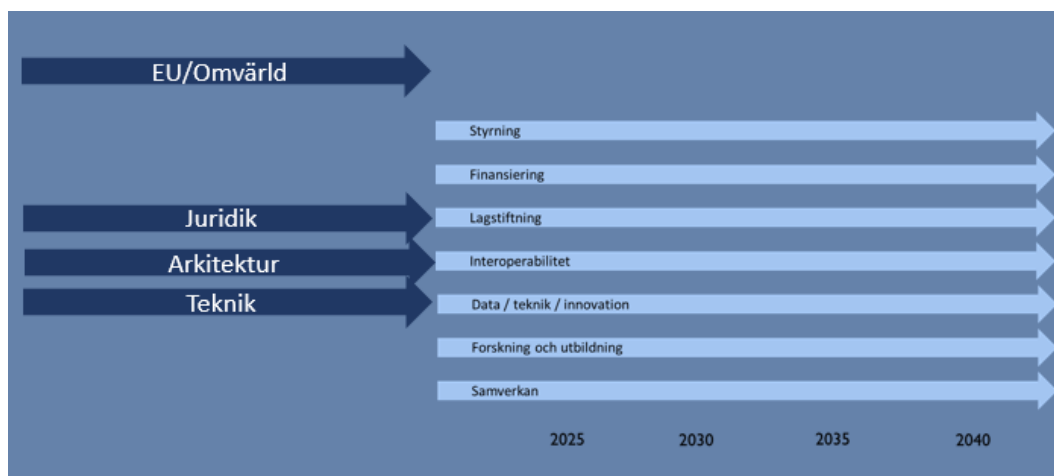 EU/Omvärld
Styrning
Finansiering
Juridik
Lagstiftning
Arkitektur
Interoperabilitet
Teknik
Data / teknik / innovation
Forskning och utbildning
Samverkan
2025 2030 2035 2040